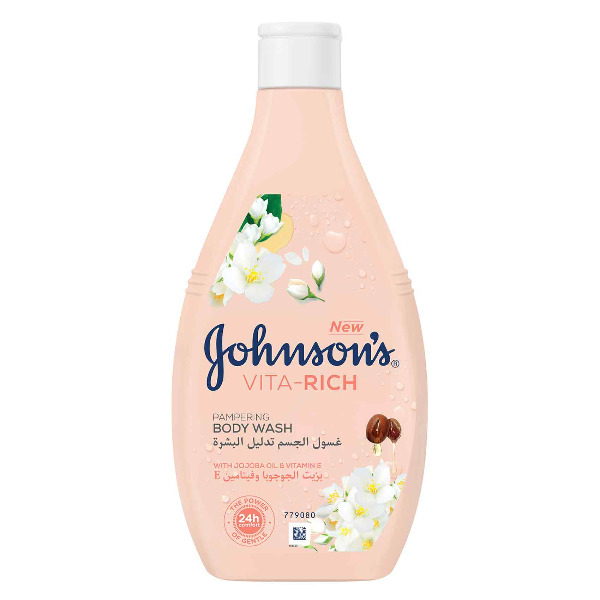 New
Johnson's®
VITA-RICH
PAMPERING
BODY WASH
غسول الجسم تدليل البشرة
WITH JOJOBA OIL & VITAMIN E
بزيت الجوجوبا وفيتامين E
THE POWER
24h
comfort
OF GENTLE
779080